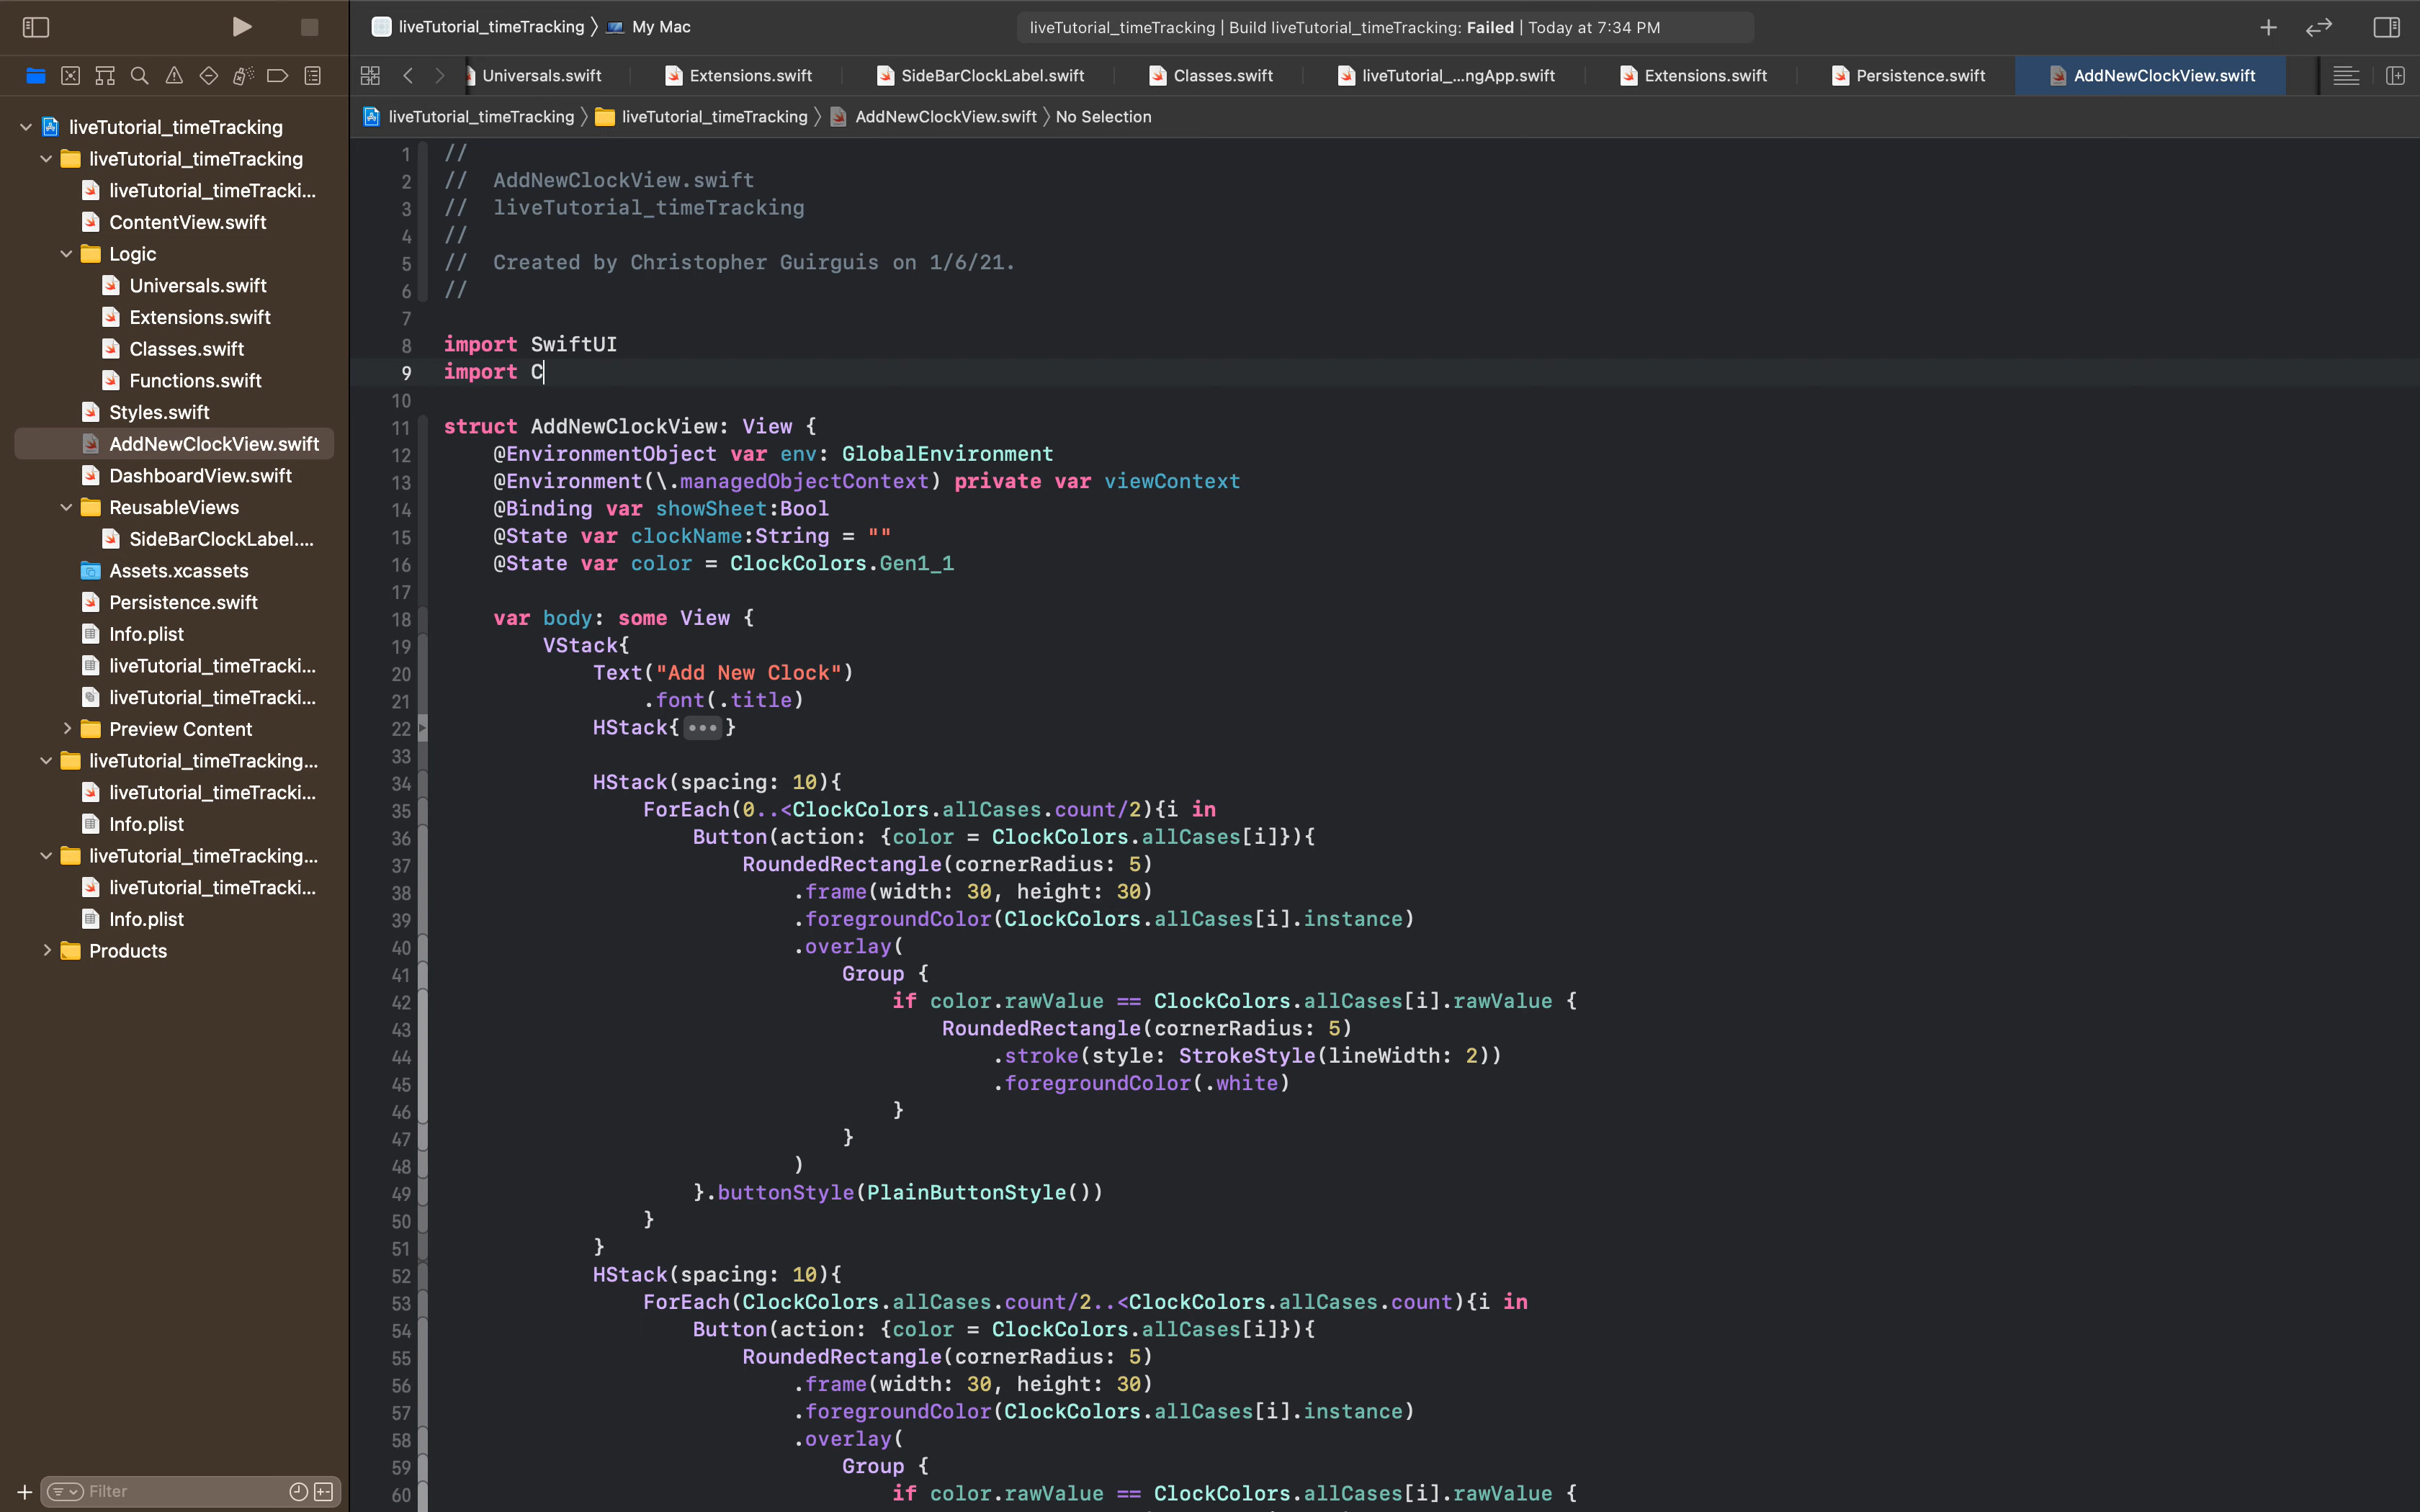 liveTutorial_timeTracking 〉 My Mac
liveTutorial_timeTracking | Build liveTutorial_timeTracking: Failed | Today at 7:34 PM
Universals.swift
Extensions.swift
SideBarClockLabel.swift
Classes.swift
liveTutorial_...ngApp.swift
Extensions.swift
Persistence.swift
AddNewClockView.swift
liveTutorial_timeTracking 〉 liveTutorial_timeTracking 〉 AddNewClockView.swift 〉 No Selection
liveTutorial_timeTracking
liveTutorial_timeTracking
liveTutorial_timeTracki...
ContentView.swift
Logic
Universals.swift
Extensions.swift
Classes.swift
Functions.swift
Styles.swift
AddNewClockView.swift
DashboardView.swift
ReusableViews
SideBarClockLabel....
Assets.xcassets
Persistence.swift
Info.plist
liveTutorial_timeTracki...
liveTutorial_timeTracki...
Preview Content
liveTutorial_timeTracking...
liveTutorial_timeTracki...
Info.plist
liveTutorial_timeTracking...
liveTutorial_timeTracki...
Info.plist
Products
Filter
1 //
2 //  AddNewClockView.swift
3 //  liveTutorial_timeTracking
4 //
5 //  Created by Christopher Guirguis on 1/6/21.
6 //
7
8 import SwiftUI
9 import C
10
11 struct AddNewClockView: View {
12     @EnvironmentObject var env: GlobalEnvironment
13     @Environment(\.managedObjectContext) private var viewContext
14     @Binding var showSheet:Bool
15     @State var clockName:String = ""
16     @State var color = ClockColors.Gen1_1
17
18     var body: some View {
19         VStack{
20             Text("Add New Clock")
21                 .font(.title)
22             HStack{•••}
33
34             HStack(spacing: 10){
35                 ForEach(0..<ClockColors.allCases.count/2){i in
36                     Button(action: {color = ClockColors.allCases[i]}){
37                         RoundedRectangle(cornerRadius: 5)
38                             .frame(width: 30, height: 30)
39                             .foregroundColor(ClockColors.allCases[i].instance)
40                             .overlay(
41                                 Group {
42                                     if color.rawValue == ClockColors.allCases[i].rawValue {
43                                         RoundedRectangle(cornerRadius: 5)
44                                             .stroke(style: StrokeStyle(lineWidth: 2))
45                                             .foregroundColor(.white)
46                                     }
47                                 }
48                             )
49                     }.buttonStyle(PlainButtonStyle())
50                 }
51             }
52             HStack(spacing: 10){
53                 ForEach(ClockColors.allCases.count/2..<ClockColors.allCases.count){i in
54                     Button(action: {color = ClockColors.allCases[i]}){
55                         RoundedRectangle(cornerRadius: 5)
56                             .frame(width: 30, height: 30)
57                             .foregroundColor(ClockColors.allCases[i].instance)
58                             .overlay(
59                                 Group {
60                                     if color.rawValue == ClockColors.allCases[i].rawValue {